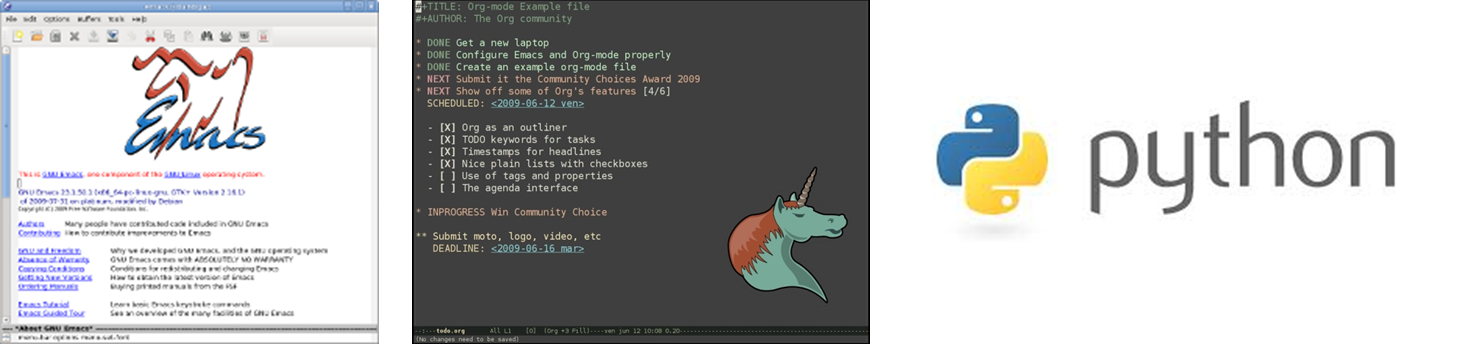 File Edit Options Buffers Tools Help
Emacs
This is GNU Emacs, one component of the GNU/Linux operating system.
GNU Emacs 23.1.50.1 (x86_64-pc-linux-gnu, GTK+ Version 2.16.1)
of 2009-07-31 on platinum, modified by Debian
Copyright (C) 2009 Free Software Foundation, Inc.
Authors Many people have contributed code included in GNU Emacs
Contributing How to contribute improvements to Emacs
GNU and Freedom Why we developed GNU Emacs, and the GNU operating system
Absence of Warranty GNU Emacs comes with ABSOLUTELY NO WARRANTY
Copying Conditions Conditions for redistributing and changing Emacs
Getting New Versions How to obtain the latest version of Emacs
Ordering Manuals Buying printed manuals from the FSF
Emacs Tutorial Learn basic Emacs keystroke commands
Emacs Guided Tour See an overview of the many facilities of GNU Emacs
*About GNU Emacs*
menu-bar options menu-set-font
#+TITLE: Org-mode Example file
#+AUTHOR: The Org community
* DONE Get a new laptop
* DONE Configure Emacs and Org-mode properly
* DONE Create an example org-mode file
* NEXT Submit it the Community Choices Award 2009
* NEXT Show off some of Org's features [4/6]
SCHEDULED: <2009-06-12 ven>
- [X] Org as an outliner
- [X] TODO keywords for tasks
- [X] Timestamps for headlines
- [X] Nice plain lists with checkboxes
- [ ] Use of tags and properties
- [ ] The agenda interface
* INPROGRESS Win Community Choice
** Submit moto, logo, video, etc
DEADLINE: <2009-06-16 mar>
--:---todo.org All L1 [0] (Org +3 Fill)----ven jun 12 10:08 0.20
(No changes need to be saved)
python